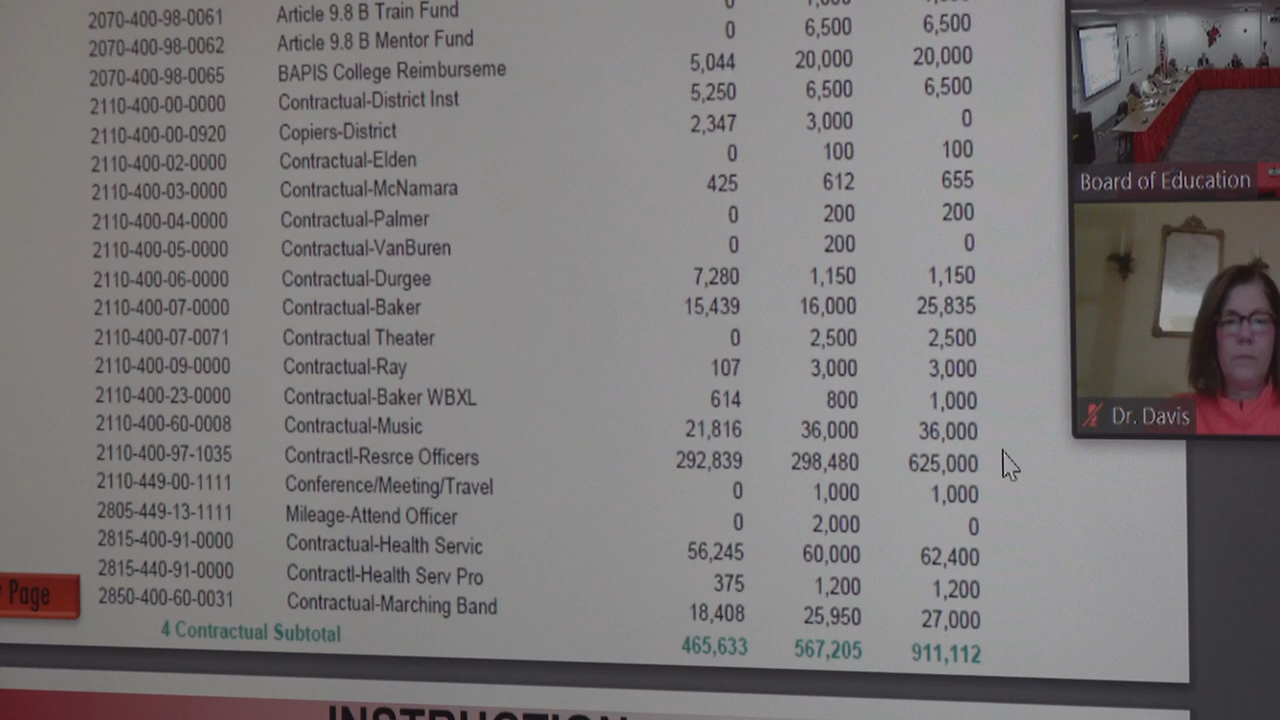 2070-400-98-0061 Article 9.8 B Train Fund 0
2070-400-98-0062 Article 9.8 B Mentor Fund 0 6,500 6,500
2070-400-98-0065 BAPIS College Reimburseme 5,044 20,000 20,000
2110-400-00-0000 Contractual-District Inst 5,250 6,500 6,500
2110-400-00-0920 Copiers-District 2,347 3,000 0
2110-400-02-0000 Contractual-Elden 0 100 100
2110-400-03-0000 Contractual-McNamara 425 612 655
2110-400-04-0000 Contractual-Palmer 0 200 200
2110-400-05-0000 Contractual-VanBuren 0 200 0
2110-400-06-0000 Contractual-Durgee 7,280 1,150 1,150
2110-400-07-0000 Contractual-Baker 15,439 16,000 25,835
2110-400-07-0071 Contractual Theater 0 2,500 2,500
2110-400-09-0000 Contractual-Ray 107 3,000 3,000
2110-400-23-0000 Contractual-Baker WBXL 614 800 1,000
2110-400-60-0008 Contractual-Music 21,816 36,000 36,000
2110-400-97-1035 Contractl-Resrce Officers 292,839 298,480 625,000
2110-449-00-1111 Conference/Meeting/Travel 0 1,000 1,000
2805-449-13-1111 Mileage-Attend Officer 0 2,000 0
2815-400-91-0000 Contractual-Health Servic 56,245 60,000 62,400
2815-440-91-0000 Contractl-Health Serv Pro 375 1,200 1,200
2850-400-60-0031 Contractual-Marching Band 18,408 25,950 27,000
4 Contractual Subtotal 465,633 567,205 911,112
Page
INSTRUCTION
Board of Education
Dr. Davis